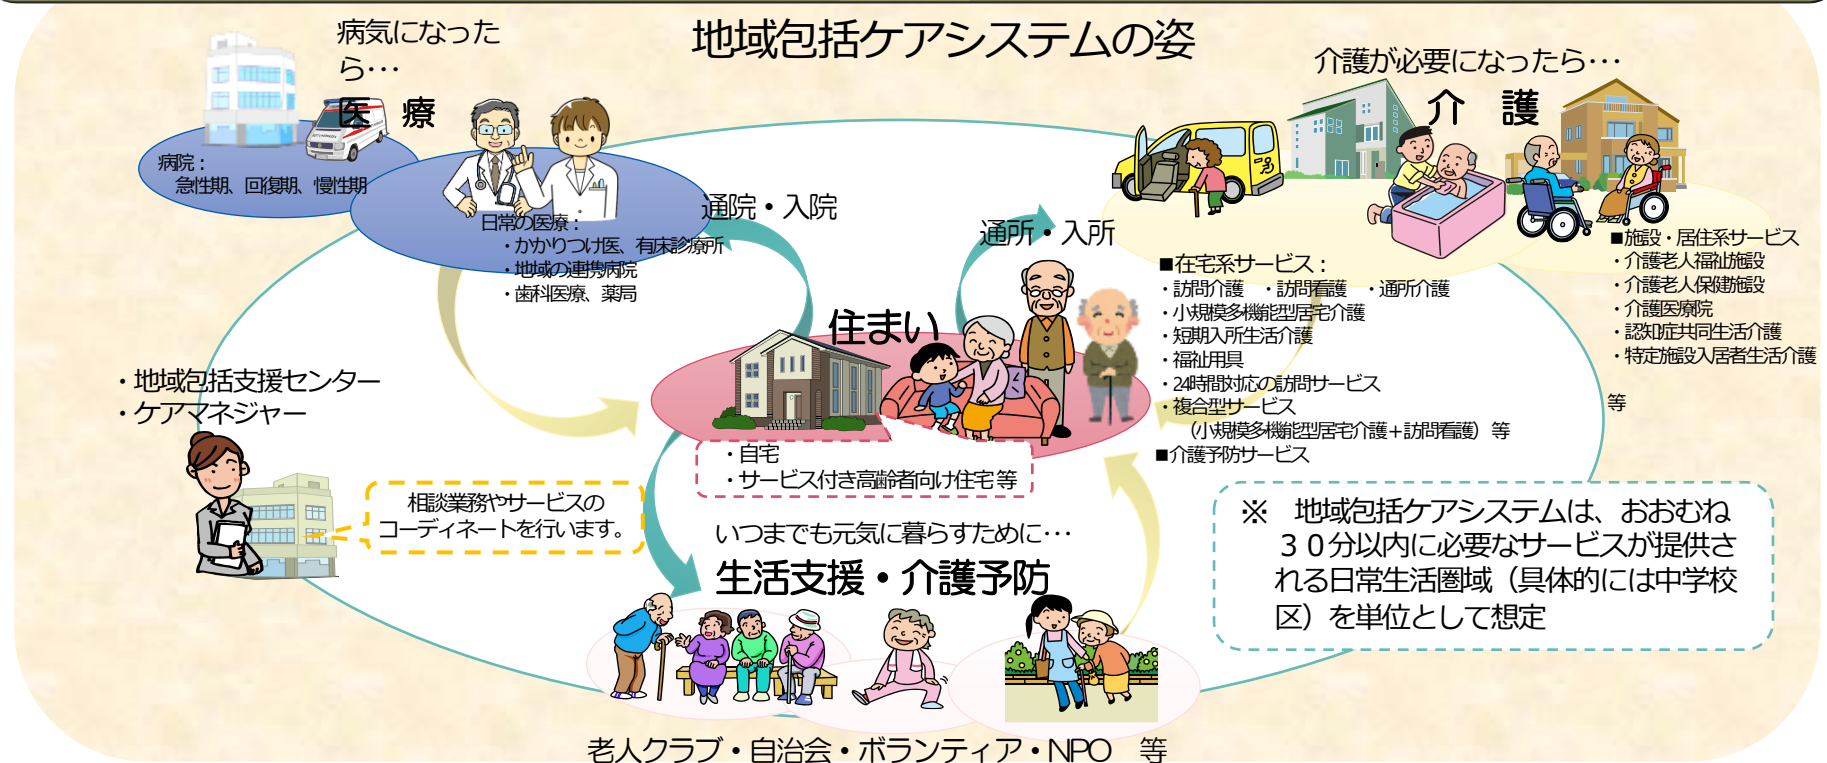 地域包括ケアシステムの姿
病気になった
ら･･･
医　療
病院：
急性期、回復期、慢性期
日常の医療：
・かかりつけ医、有床診療所
・地域の連携病院
・歯科医療、薬局
通院・入院
通所・入所
介護が必要になったら･･･
介　護
■在宅系サービス：
・訪問介護　・訪問看護　・通所介護
・小規模多機能型居宅介護
・短期入所生活介護
・福祉用具
・24時間対応の訪問サービス
・複合型サービス
（小規模多機能型居宅介護＋訪問看護）等
■介護予防サービス
■施設・居住系サービス
・介護老人福祉施設
・介護老人保健施設
・介護医療院
・認知症共同生活介護
・特定施設入居者生活介護
等
住まい
・自宅
・サービス付き高齢者向け住宅 等
・地域包括支援センター
・ケアマネジャー
相談業務やサービスの
コーディネートを行います。
いつまでも元気に暮らすために･･･
生活支援・介護予防
老人クラブ・自治会・ボランティア・NPO　等
※　地域包括ケアシステムは、おおむね
３０分以内に必要なサービスが提供さ
れる日常生活圏域（具体的には中学校
区）を単位として想定